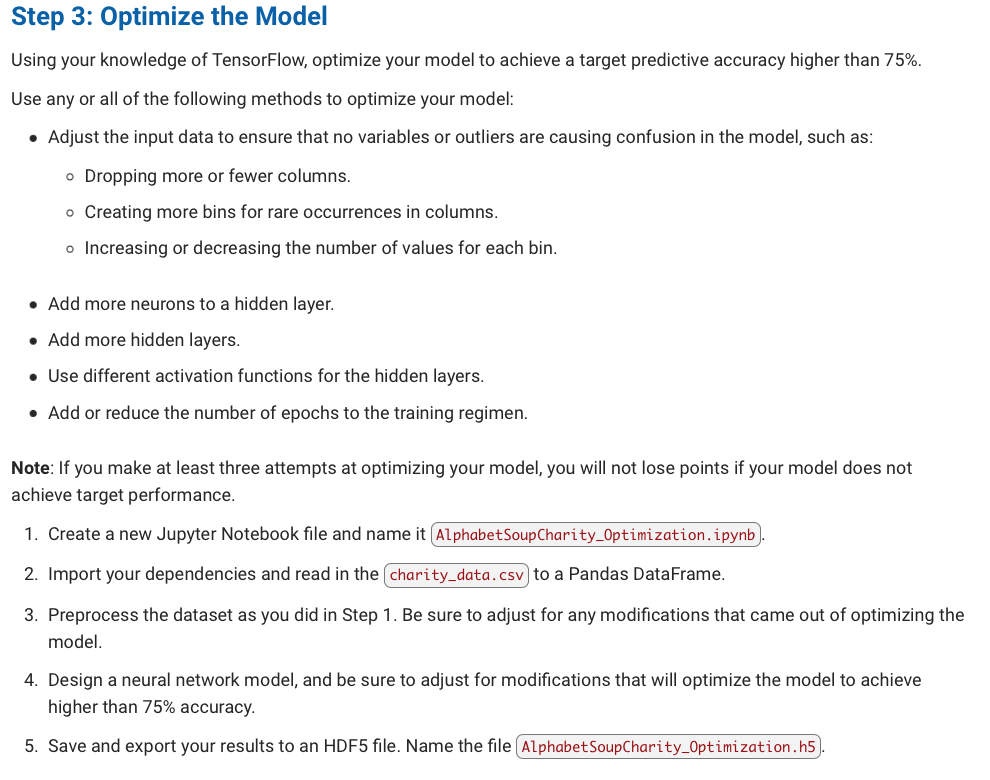 Step 3: Optimize the Model
Using your knowledge of TensorFlow, optimize your model to achieve a target predictive accuracy higher than 75%.
Use any or all of the following methods to optimize your model:
• Adjust the input data to ensure that no variables or outliers are causing confusion in the model, such as:
◦ Dropping more or fewer columns.
◦ Creating more bins for rare occurrences in columns.
◦ Increasing or decreasing the number of values for each bin.
• Add more neurons to a hidden layer.
• Add more hidden layers.
• Use different activation functions for the hidden layers.
• Add or reduce the number of epochs to the training regimen.
Note: If you make at least three attempts at optimizing your model, you will not lose points if your model does not
achieve target performance.
1. Create a new Jupyter Notebook file and name it AlphabetSoupCharity_Optimization.ipynb.
2. Import your dependencies and read in the charity_data.csv to a Pandas DataFrame.
3. Preprocess the dataset as you did in Step 1. Be sure to adjust for any modifications that came out of optimizing the
model.
4. Design a neural network model, and be sure to adjust for modifications that will optimize the model to achieve
higher than 75% accuracy.
5. Save and export your results to an HDF5 file. Name the file AlphabetSoupCharity_Optimization.h5.